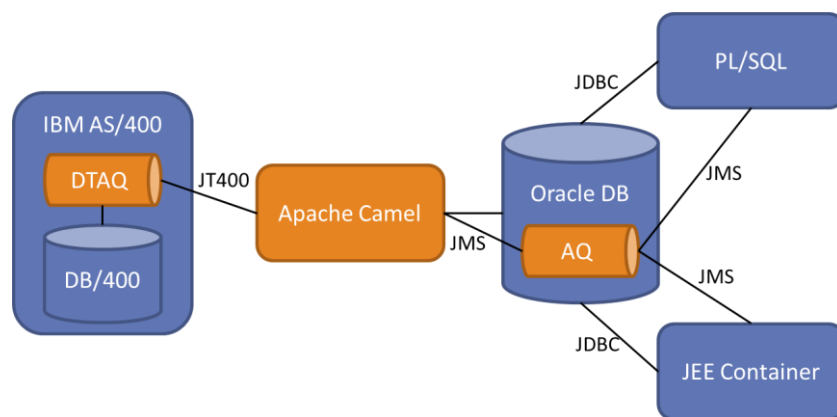 PL/SQL
JDBC
IBM AS/400
DTAQ
JT400
Apache Camel
Oracle DB
JMS
JMS
AQ
DB/400
JMS
JDBC
JEE Container